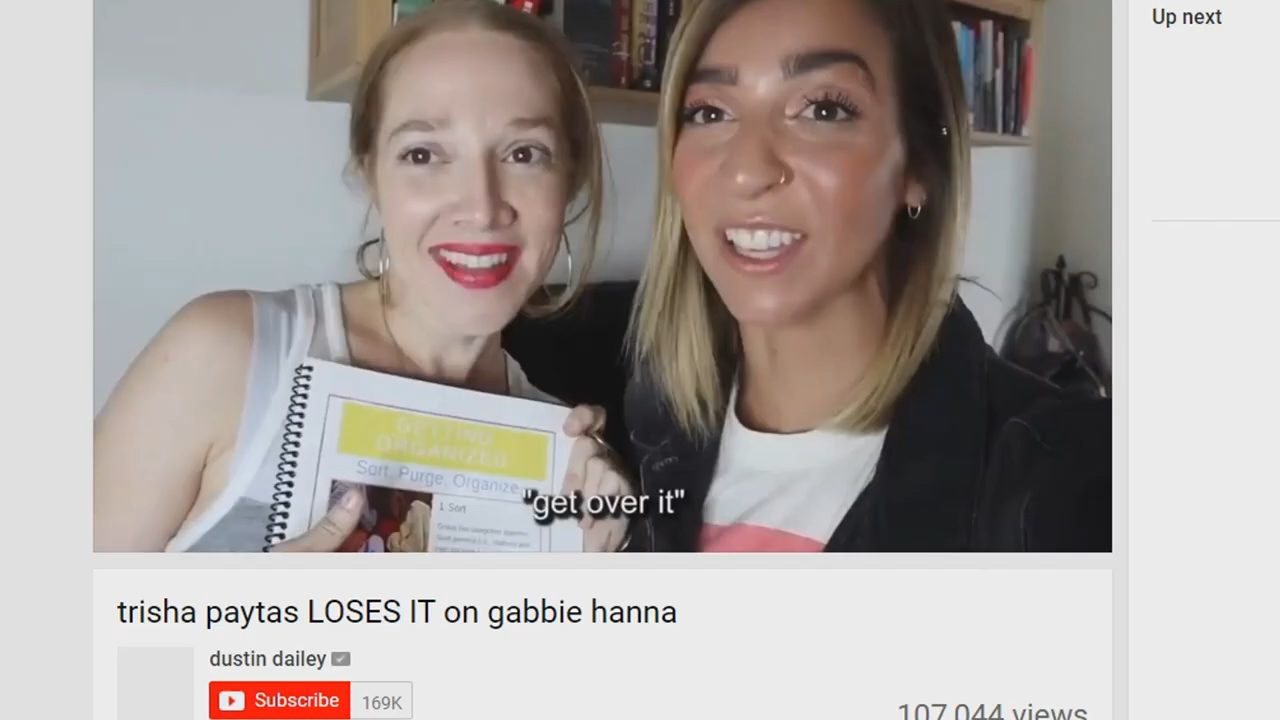 Up next
GETTING
ORGANIZED
Sort, Purge, Organize
1 Sort
"get over it"
trisha paytas LOSES IT on gabbie hanna
dustin dailey
Subscribe 169K
107,044 views